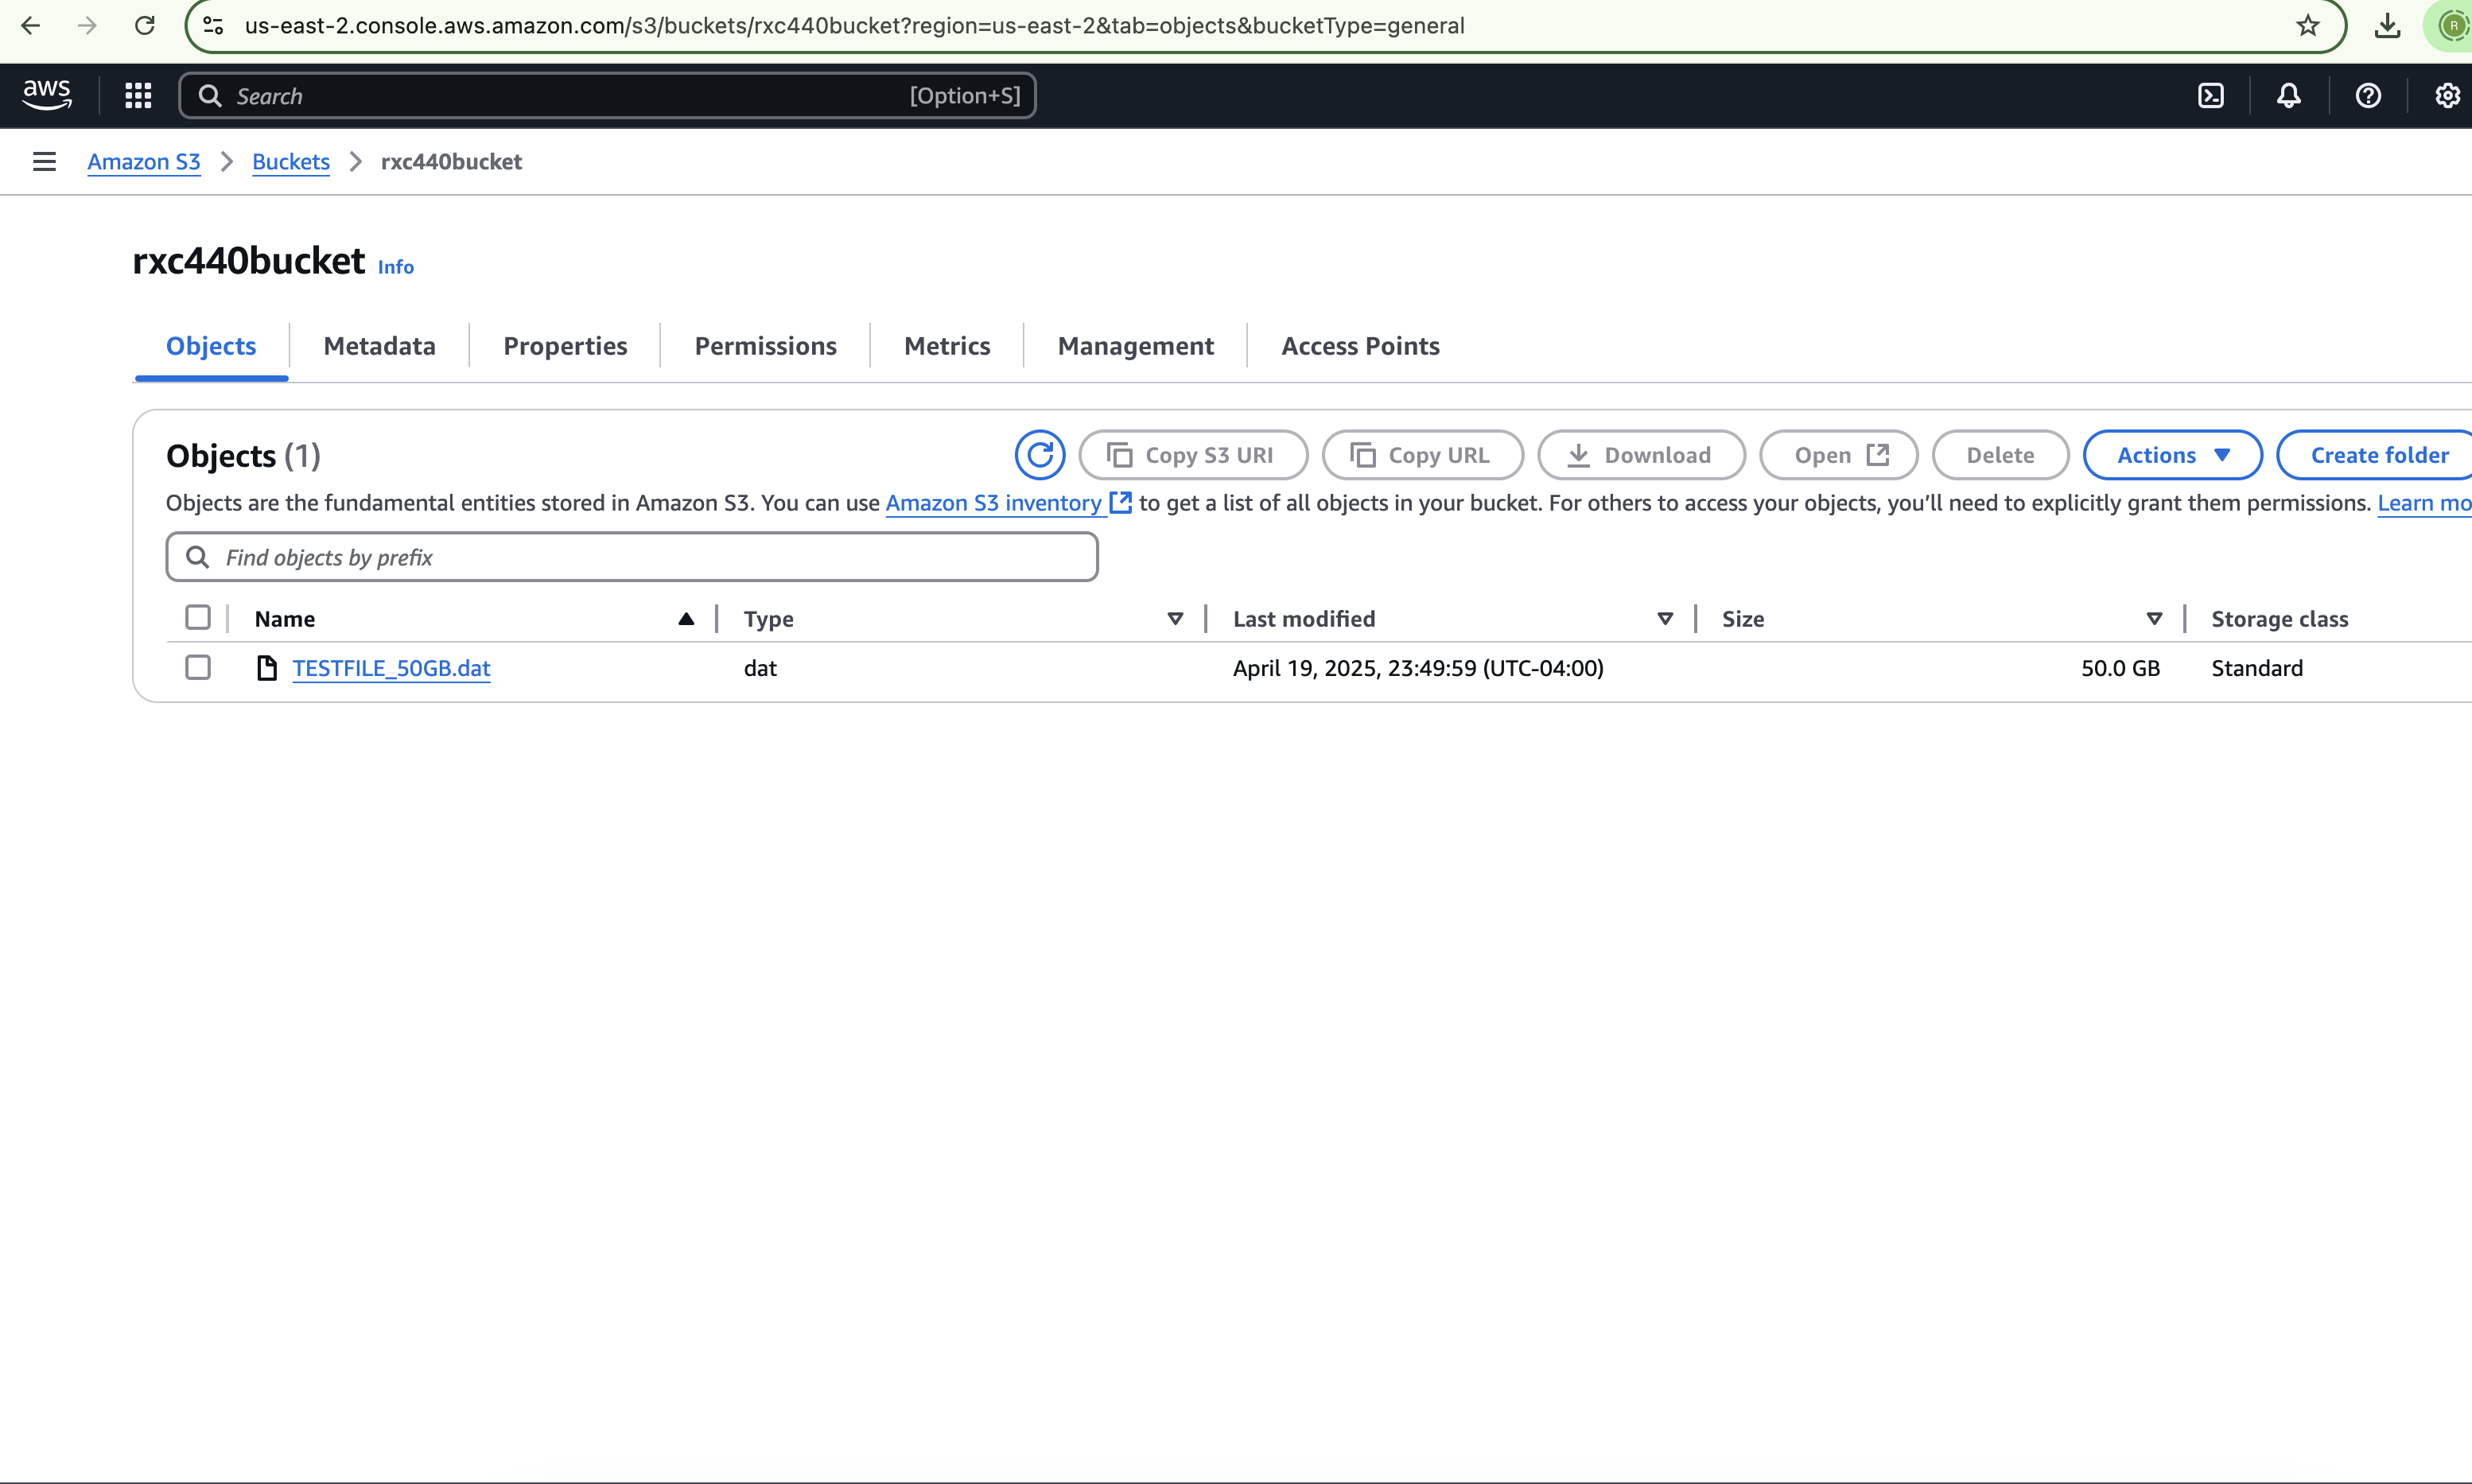 us-east-2.console.aws.amazon.com/s3/buckets/rxc440bucket?region=us-east-2&tab=objects&bucketType=general
R
aws Search [Option+S]
Amazon S3 > Buckets > rxc440bucket
rxc440bucket Info
Objects Metadata Properties Permissions Metrics Management Access Points
Objects (1) Copy S3 URI Copy URL Download Open Delete Actions Create folder
Objects are the fundamental entities stored in Amazon S3. You can use Amazon S3 inventory to get a list of all objects in your bucket. For others to access your objects, you’ll need to explicitly grant them permissions. Learn mo
Find objects by prefix
Name Type Last modified Size Storage class
TESTFILE_50GB.dat dat April 19, 2025, 23:49:59 (UTC-04:00) 50.0 GB Standard